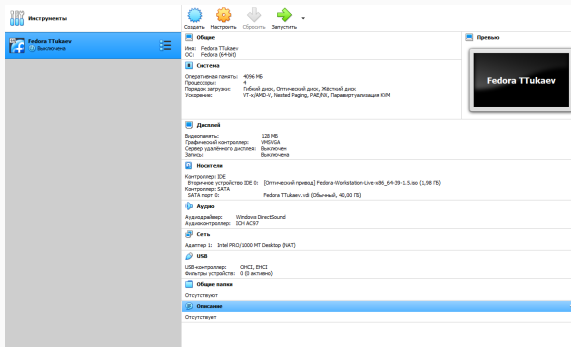 Инструменты
Создать Настроить Сбросить Запустить
Fedora TTukaev
Выключена
Общие
Имя: Fedora TTukaev
ОС: Fedora (64-bit)
Превью
Fedora TTukaev
Система
Оперативная память: 4096 МБ
Процессоры: 4
Порядок загрузки: Гибкий диск, Оптический диск, Жёсткий диск
Ускорение: VT-x/AMD-V, Nested Paging, PAE/NX, Паравиртуализация KVM
Дисплей
Видеопамять: 128 МБ
Графический контроллер: VMSVGA
Сервер удалённого дисплея: Выключен
Запись: Выключена
Носители
Контроллер: IDE
Вторичное устройство IDE 0: [Оптический привод] Fedora-Workstation-Live-x86_64-39-1.5.iso (1,98 ГБ)
Контроллер: SATA
SATA порт 0: Fedora TTukaev.vdi (Обычный, 40,00 ГБ)
Аудио
Аудиодрайвер: Windows DirectSound
Аудиоконтроллер: ICH AC97
Сеть
Адаптер 1: Intel PRO/1000 MT Desktop (NAT)
USB
USB-контроллер: OHCI, EHCI
Фильтры устройств: 0 (0 активно)
Общие папки
Отсутствуют
Описание
Отсутствует